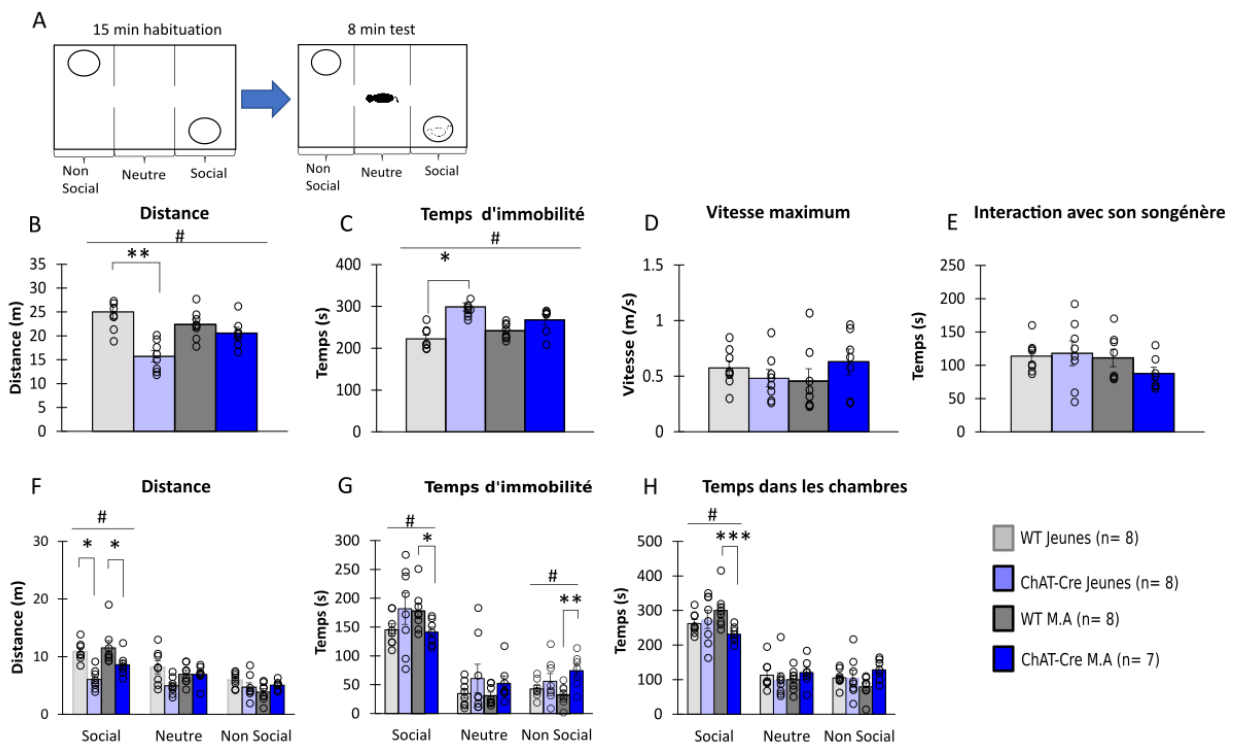 A
15 min habituation
8 min test
Non Social
Neutre
Social
Non Social
Neutre
Social
B
Distance
#
**
Distance (m)
35
30
25
20
15
10
5
0
C
Temps d'immobilité
#
*
Temps (s)
400
300
200
100
0
D
Vitesse maximum
Vitesse (m/s)
1.5
1
0.5
0
E
Interaction avec son songénère
Temps (s)
250
200
150
100
50
0
F
Distance
#
* *
Distance (m)
30
20
10
0
Social Neutre Non Social
G
Temps d'immobilité
#
*
#
**
Temps (s)
300
250
200
150
100
50
0
Social Neutre Non Social
H
Temps dans les chambres
#
***
Temps (s)
500
400
300
200
100
0
Social Neutre Non Social
WT Jeunes (n= 8)
ChAT-Cre Jeunes (n= 8)
WT M.A (n= 8)
ChAT-Cre M.A (n= 7)